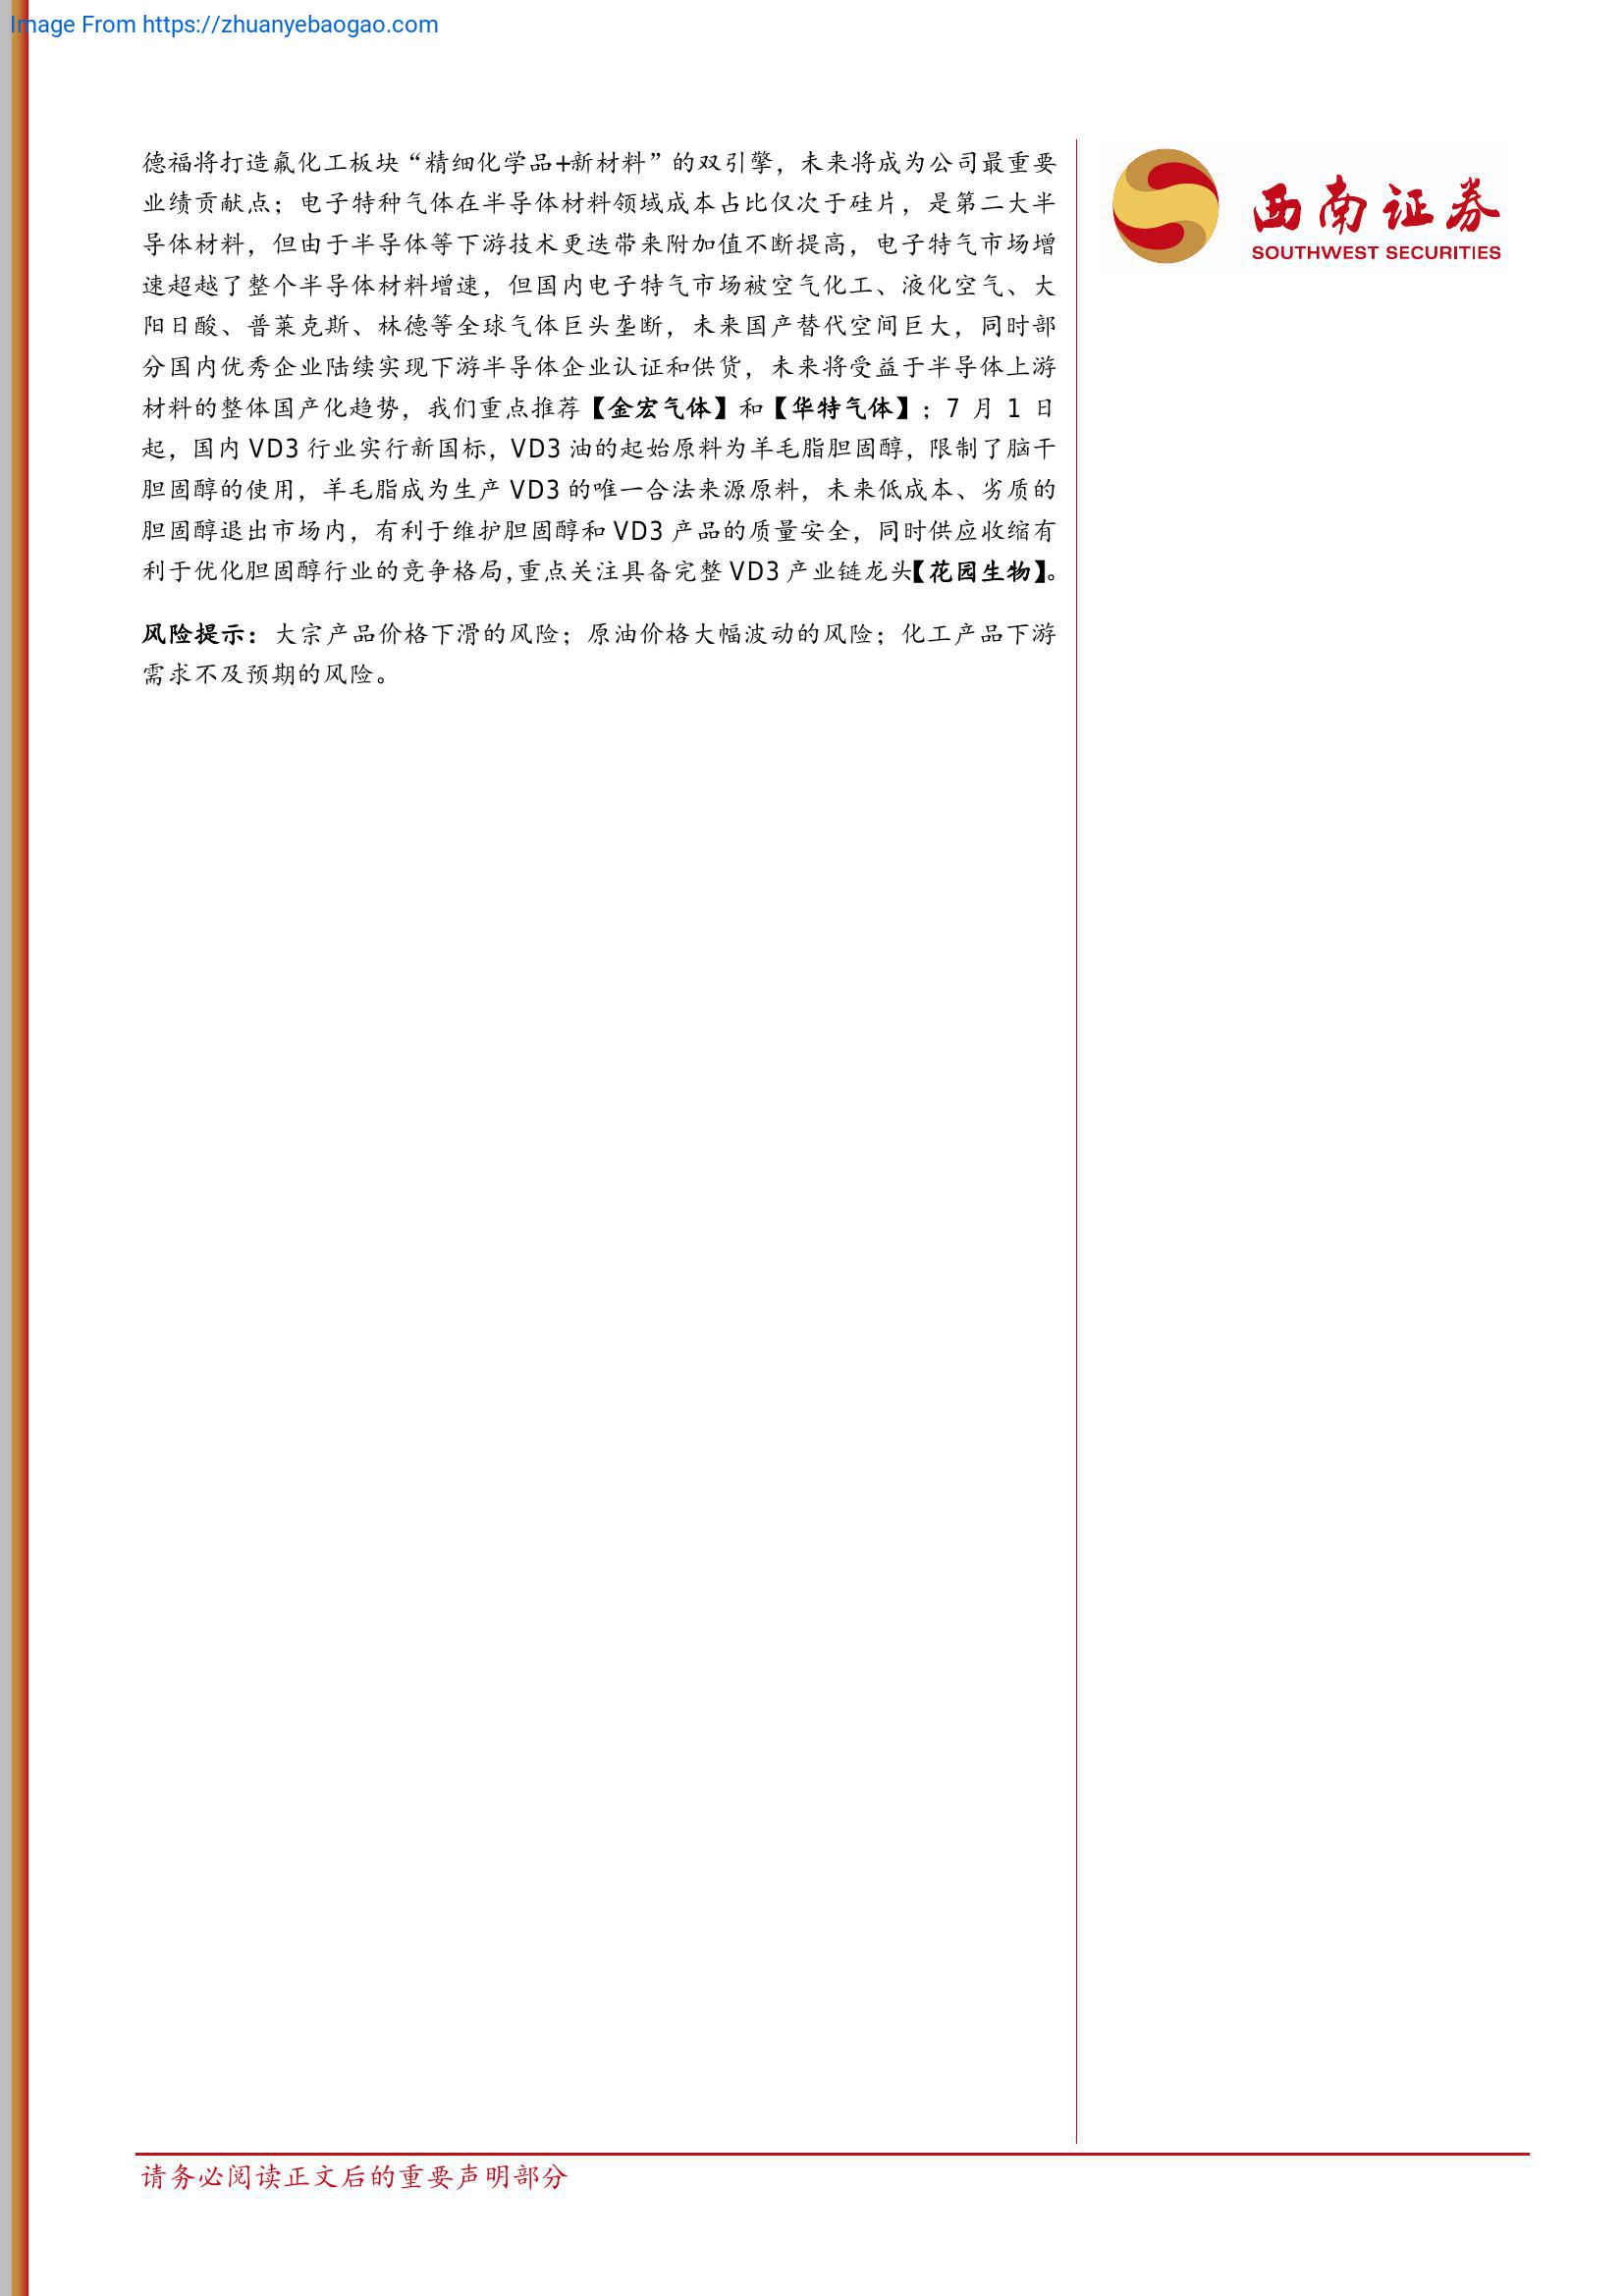 Image From https://zhuanyebaogao.com
德福将打造氟化工板块“精细化学品+新材料”的双引擎，未来将成为公司最重要
业绩贡献点；电子特种气体在半导体材料领域成本占比仅次于硅片，是第二大半
导体材料，但由于半导体等下游技术更迭带来附加值不断提高，电子特气市场增
速超越了整个半导体材料增速，但国内电子特气市场被空气化工、液化空气、大
阳日酸、普莱克斯、林德等全球气体巨头垄断，未来国产替代空间巨大，同时部
分国内优秀企业陆续实现下游半导体企业认证和供货，未来将受益于半导体上游
材料的整体国产化趋势，我们重点推荐【金宏气体】和【华特气体】；7 月 1 日
起，国内 VD3 行业实行新国标，VD3 油的起始原料为羊毛脂胆固醇，限制了脑干
胆固醇的使用，羊毛脂成为生产 VD3 的唯一合法来源原料，未来低成本、劣质的
胆固醇退出市场内，有利于维护胆固醇和 VD3 产品的质量安全，同时供应收缩有
利于优化胆固醇行业的竞争格局，重点关注具备完整 VD3 产业链龙头【花园生物】。
风险提示：大宗产品价格下滑的风险；原油价格大幅波动的风险；化工产品下游
需求不及预期的风险。
西南证券
SOUTHWEST SECURITIES
请务必阅读正文后的重要声明部分